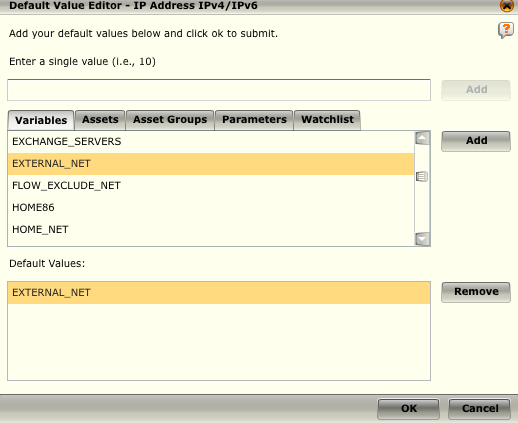 Default Value Editor - IP Address IPv4/IPv6
Add your default values below and click ok to submit.
?
Enter a single value (i.e., 10)
Add
Variables Assets Asset Groups Parameters Watchlist
EXCHANGE_SERVERS
Add
EXTERNAL_NET
FLOW_EXCLUDE_NET
HOME86
HOME_NET
Default Values:
EXTERNAL_NET
Remove
OK Cancel